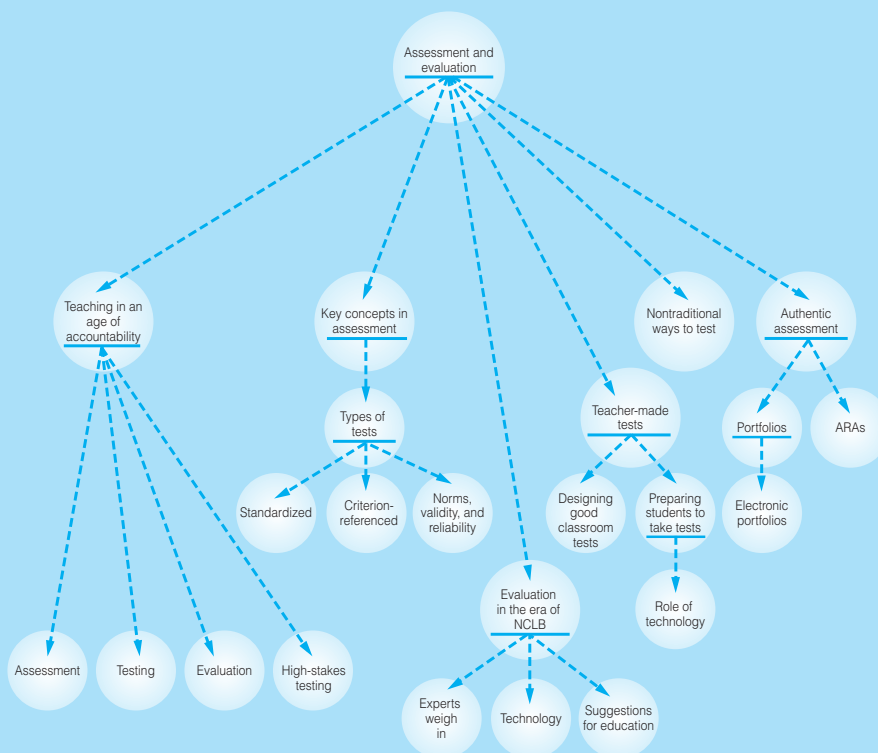 Assessment and
evaluation
Teaching in an
age of
accountability
Key concepts in
assessment
Nontraditional
ways to test
Authentic
assessment
Types of
tests
Teacher-made
tests
Portfolios
ARAs
Standardized
Criterion-
referenced
Norms,
validity, and
reliability
Designing
good
classroom
tests
Preparing
students to
take tests
Electronic
portfolios
Evaluation
in the era of
NCLB
Role of
technology
Assessment
Testing
Evaluation
High-stakes
testing
Experts
weigh
in
Technology
Suggestions
for education